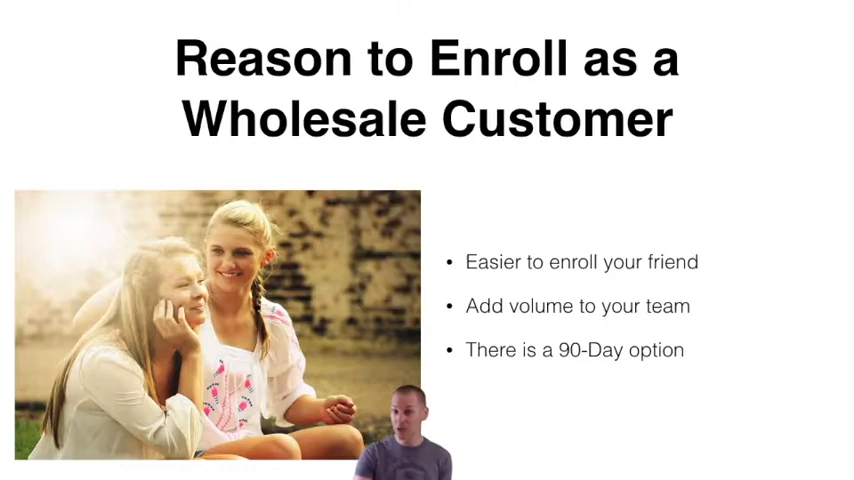 Reason to Enroll as a
Wholesale Customer
• Easier to enroll your friend
• Add volume to your team
• There is a 90-Day option